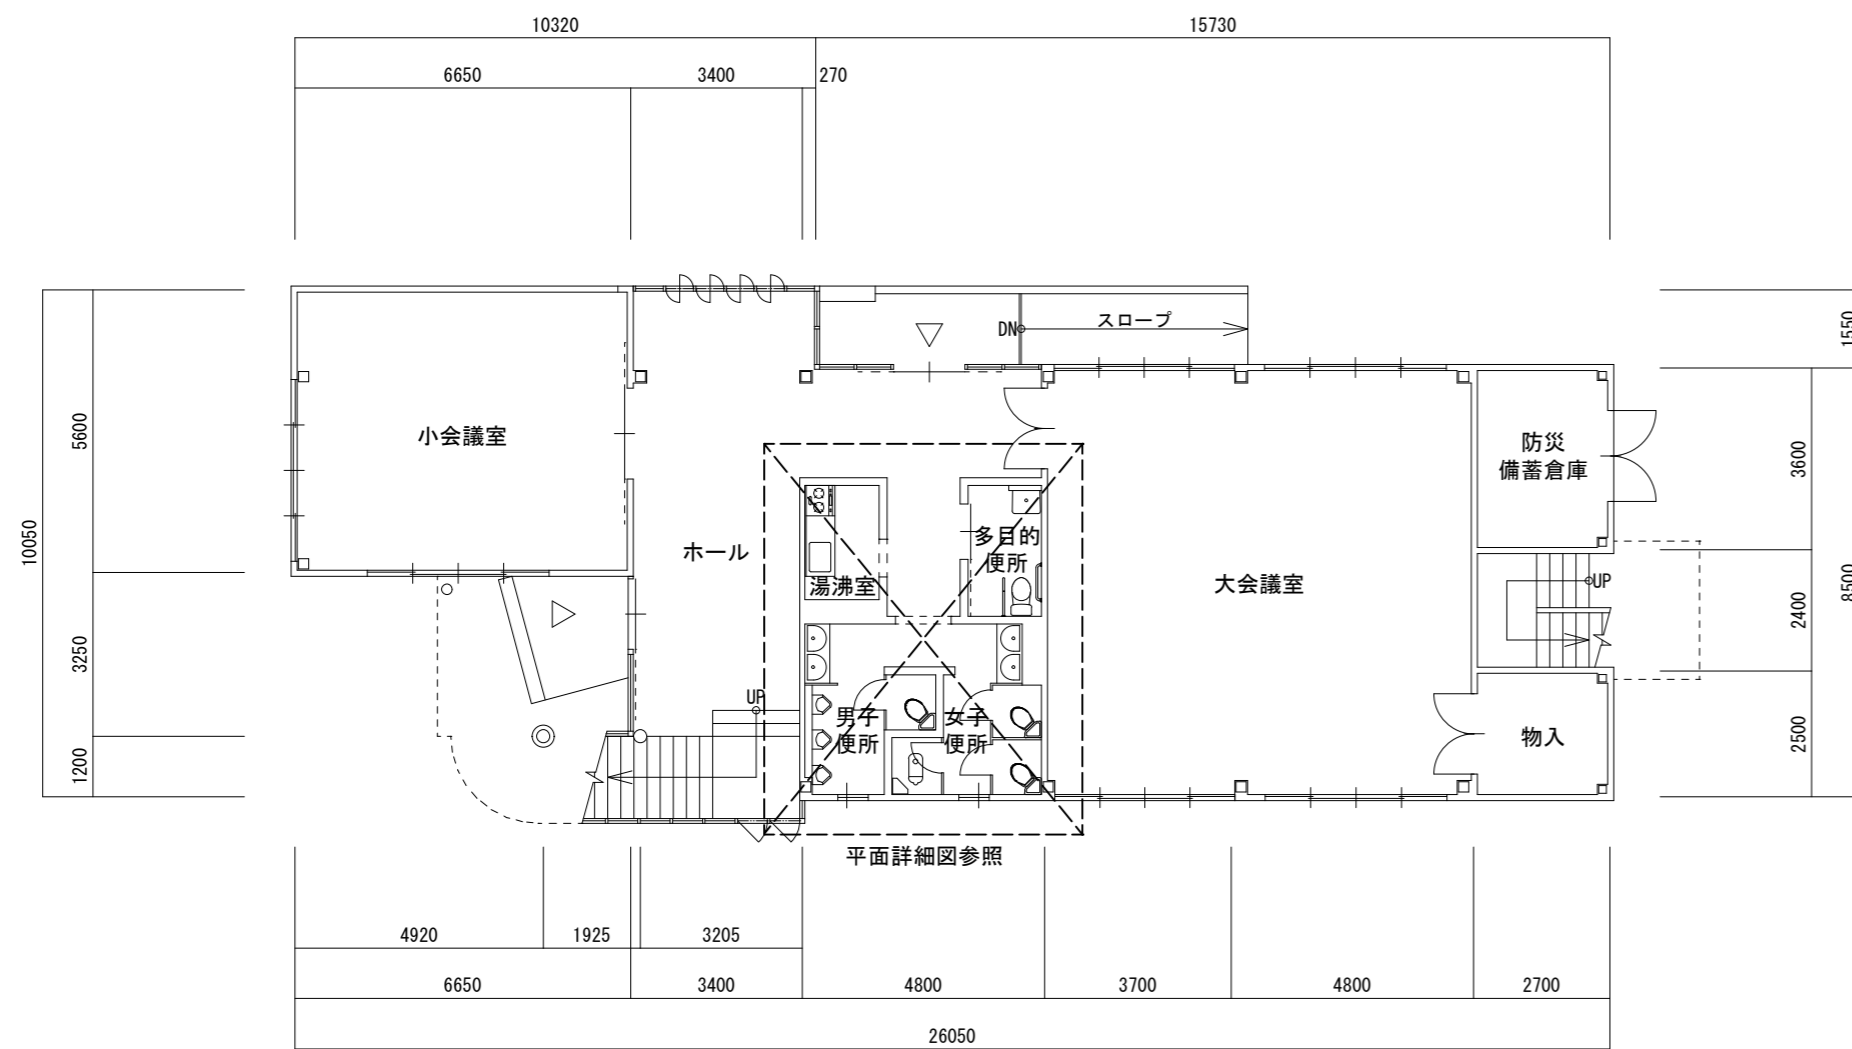 10320
15730
6650
3400
270
1550
DN
スロープ
小会議室
5600
10050
防災
備蓄倉庫
3600
ホール
多目的
便所
湯沸室
大会議室
UP
8500
2400
3250
UP
男子
便所
女子
便所
物入
2500
1200
平面詳細図参照
4920
1925
3205
6650
3400
4800
3700
4800
2700
26050